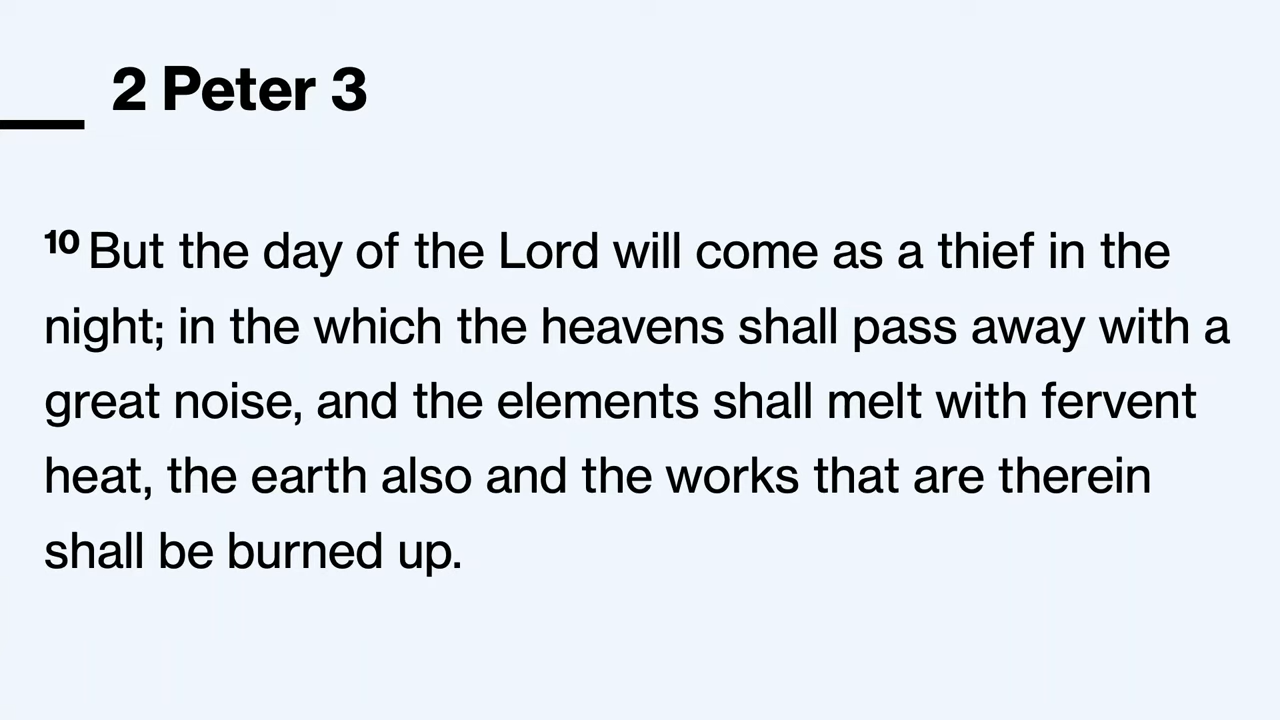 2 Peter 3
10 But the day of the Lord will come as a thief in the
night; in the which the heavens shall pass away with a
great noise, and the elements shall melt with fervent
heat, the earth also and the works that are therein
shall be burned up.